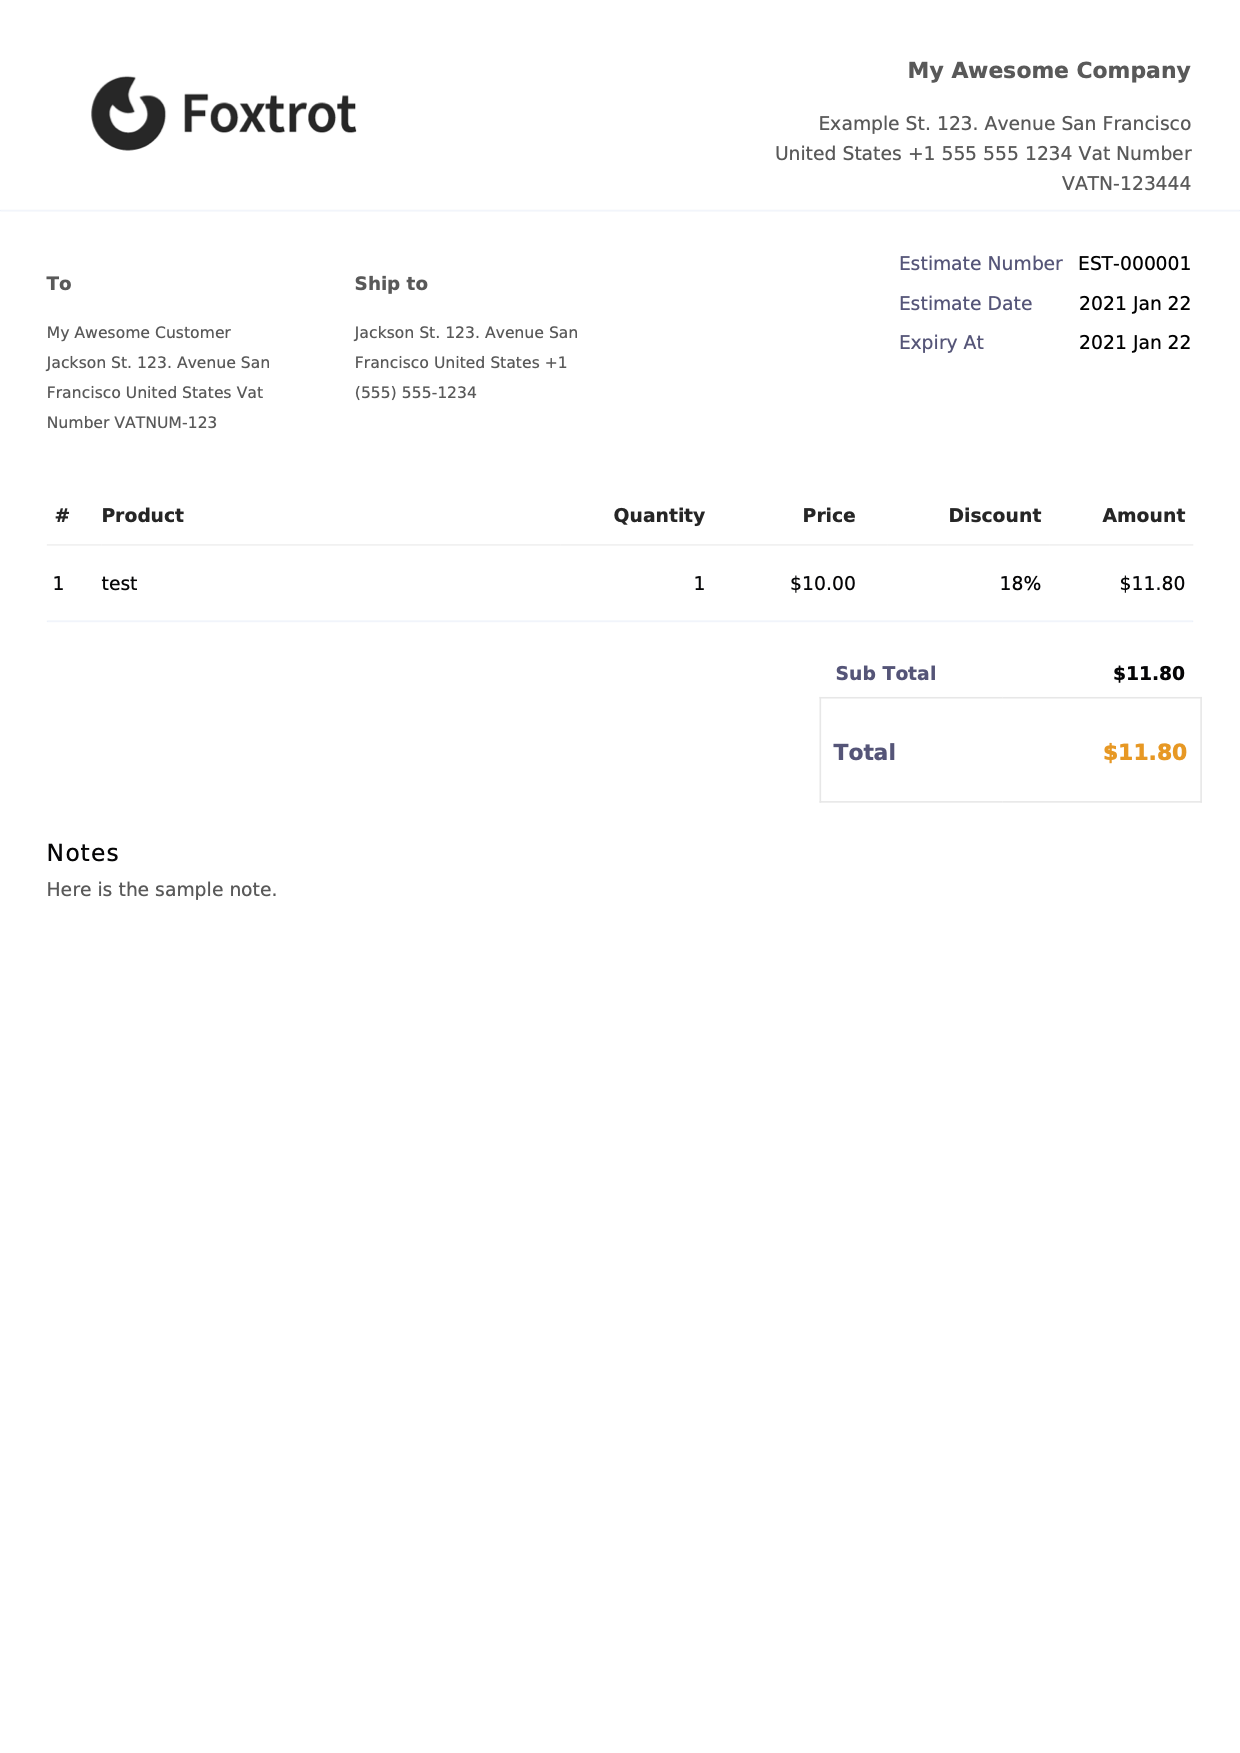 Foxtrot
My Awesome Company
Example St. 123. Avenue San Francisco
United States +1 555 555 1234 Vat Number
VATN-123444
To
My Awesome Customer
Jackson St. 123. Avenue San
Francisco United States Vat
Number VATNUM-123
Ship to
Jackson St. 123. Avenue San
Francisco United States +1
(555) 555-1234
Estimate Number EST-000001
Estimate Date 2021 Jan 22
Expiry At 2021 Jan 22
# Product Quantity Price Discount Amount
1 test 1 $10.00 18% $11.80
Sub Total $11.80
Total $11.80
Notes
Here is the sample note.